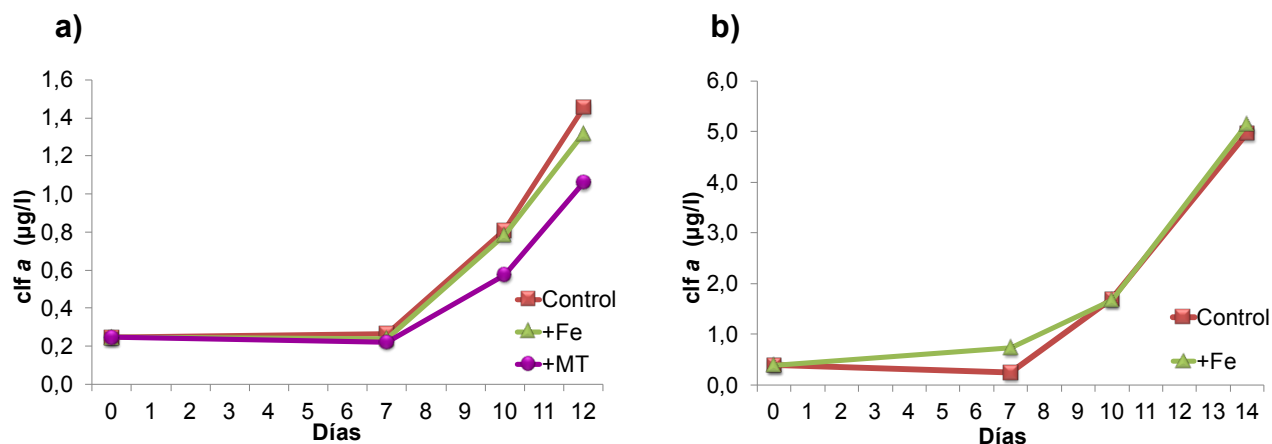 a)
1,6
1,4
1,2
1,0
0,8
0,6
0,4
0,2
0,0
clf a (µg/l)
0 1 2 3 4 5 6 7 8 9 10 11 12
Días
Control
+Fe
+MT
b)
6,0
5,0
4,0
3,0
2,0
1,0
0,0
clf a (µg/l)
0 1 2 3 4 5 6 7 8 9 10 11 12 13 14
Días
Control
+Fe